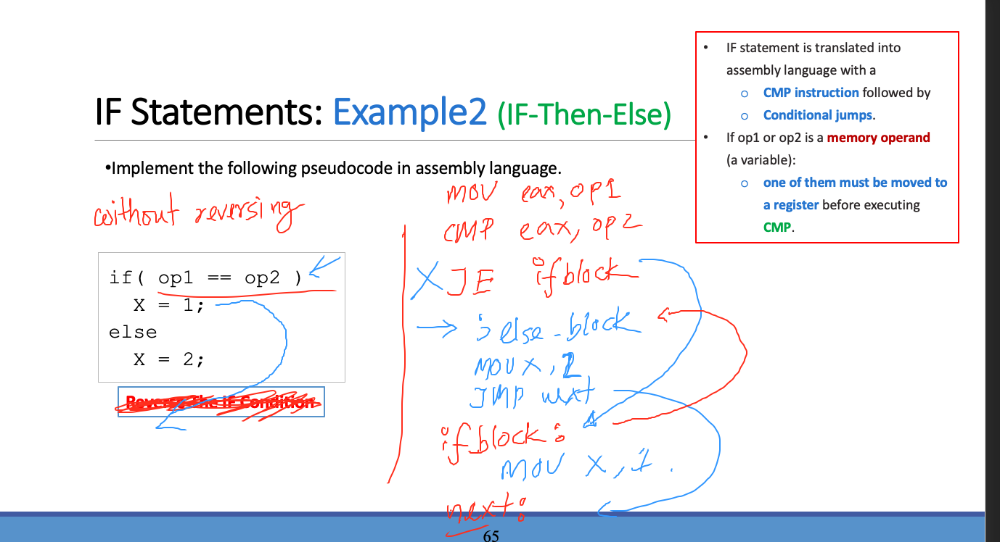 IF Statements: Example2 (IF-Then-Else)
• IF statement is translated into
assembly language with a
o CMP instruction followed by
o Conditional jumps.
• If op1 or op2 is a memory operand
(a variable):
o one of them must be moved to
a register before executing
CMP.
•Implement the following pseudocode in assembly language.
without reversing
if( op1 == op2 )
X = 1;
else
X = 2;
Reverse The IF Condition
MOV eax, op1
CMP eax, op2
X JE ifblock
→ ; else-block
MOV X, 2
JMP next
ifblock:
MOV X, 1.
next:
65